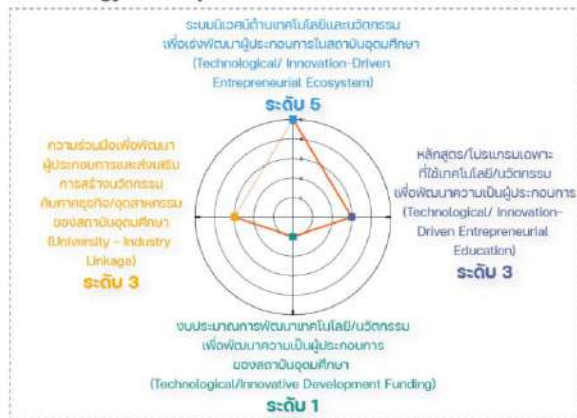 ระบบนิเวศน์ด้านเทคโนโลยีและนวัตกรรม
เพื่อเร่งพัฒนาผู้ประกอบการในสถาบันอุดมศึกษา
(Technological/ Innovation-Driven
Entrepreneurial Ecosystem)
ระดับ 5
ความร่วมมือเพื่อพัฒนา
ผู้ประกอบการและส่งเสริม
การสร้างนวัตกรรม
กับภาคธุรกิจ/อุตสาหกรรม
ของสถาบันอุดมศึกษา
(University - Industry
Linkage)
ระดับ 3
หลักสูตร/โปรแกรมเฉพาะ
ที่ใช้เทคโนโลยี/นวัตกรรม
เพื่อพัฒนาความเป็นผู้ประกอบการ
(Technological/ Innovation-
Driven Entrepreneurial
Education)
ระดับ 3
งบประมาณการพัฒนาเทคโนโลยี/นวัตกรรม
เพื่อพัฒนาความเป็นผู้ประกอบการ
ของสถาบันอุดมศึกษา
(Technological/Innovative Development Funding)
ระดับ 1